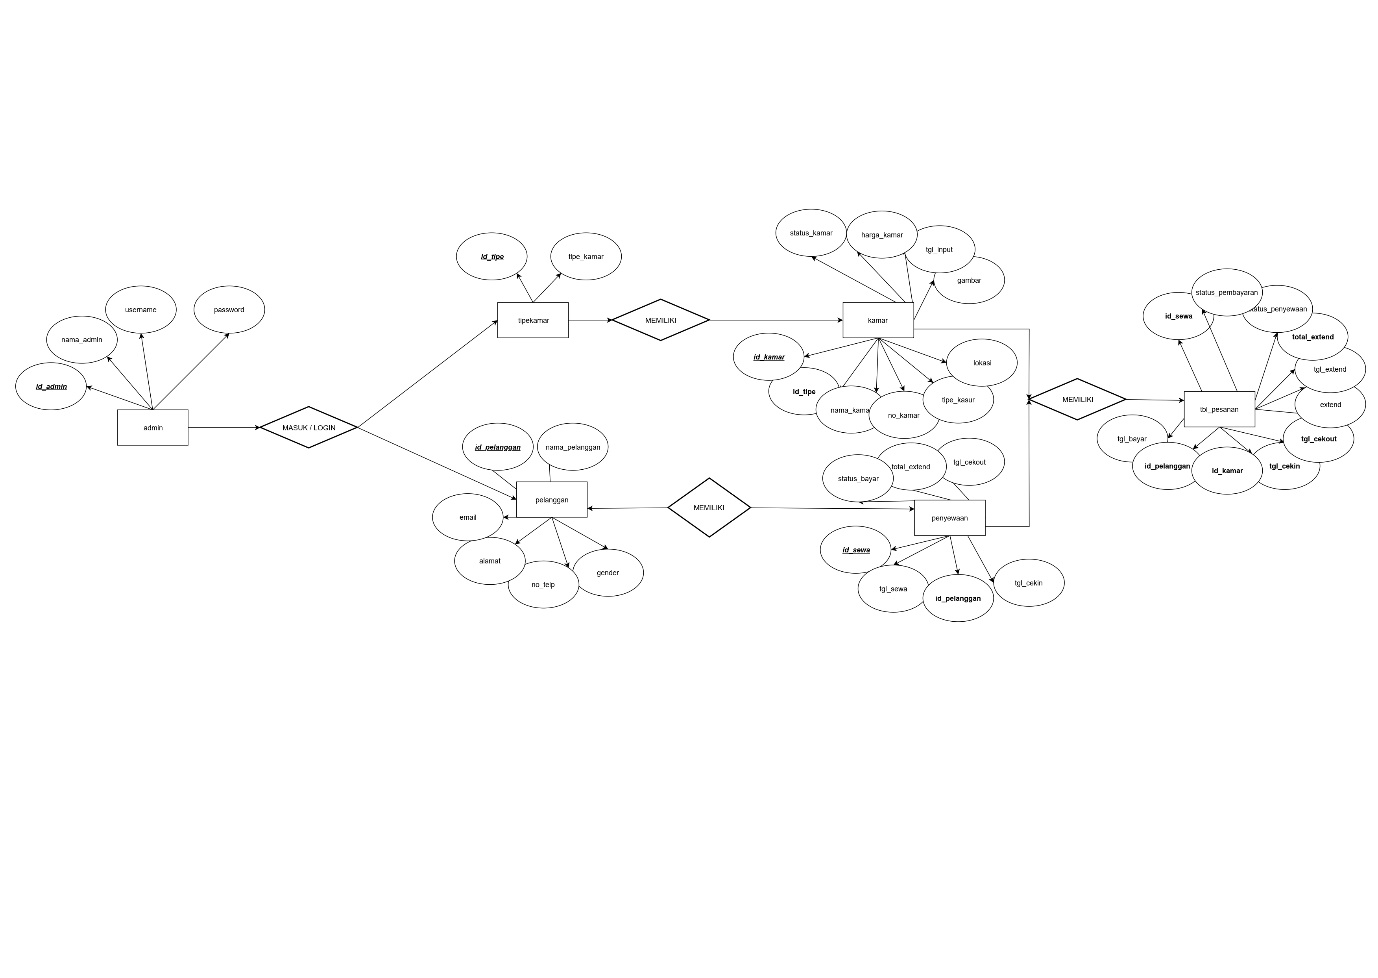 status_kamar
harga_kamar
tgl_input
gambar
id_tipe
tipe_kamar
tipekamar
MEMILIKI
kamar
id_kamar
id_tipe
nama_kama
no_kamar
tipe_kasur
lokasi
username
password
nama_admin
id_admin
admin
MASUK / LOGIN
id_pelanggan
nama_pelanggan
pelanggan
email
alamat
no_telp
gender
MEMILIKI
status_bayar
total_extend
tgl_cekout
penyewaan
id_sewa
tgl_sewa
id_pelanggan
tgl_cekin
MEMILIKI
status_pembayaran
id_sewa
tatus_penyewaan
total_extend
tgl_extend
extend
tbl_pesanan
tgl_bayar
id_pelanggan
id_kamar
tgl_cekin
tgl_cekout